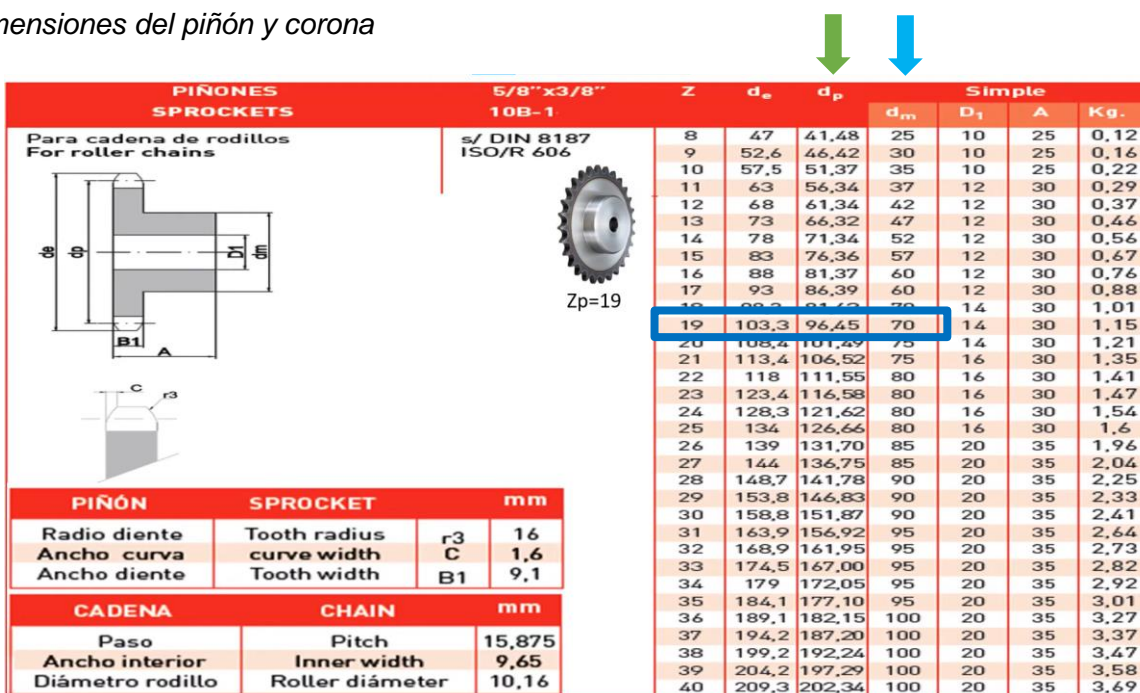 mensiones del piñón y corona
PIÑONES 5/8"x3/8" Z de dp Simple
SPROCKETS 10B-1 dm D1 A Kg.
Para cadena de rodillos s/ DIN 8187
For roller chains ISO/R 606
de dp D1 dm
B1
A
C r3
Zp=19
8 47 41,48 25 10 25 0,12
9 52,6 46,42 30 10 25 0,16
10 57,5 51,37 35 10 25 0,22
11 63 56,34 37 12 30 0,29
12 68 61,34 42 12 30 0,37
13 73 66,32 47 12 30 0,46
14 78 71,34 52 12 30 0,56
15 83 76,36 57 12 30 0,67
16 88 81,37 60 12 30 0,76
17 93 86,39 60 12 30 0,88
14 30 1,01
19 103,3 96,45 70 14 30 1,15
20 108,4 101,49 75 14 30 1,21
21 113,4 106,52 75 16 30 1,35
22 118 111,55 80 16 30 1,41
23 123,4 116,58 80 16 30 1,47
24 128,3 121,62 80 16 30 1,54
25 134 126,66 80 16 30 1,6
26 139 131,70 85 20 35 1,96
27 144 136,75 85 20 35 2,04
28 148,7 141,78 90 20 35 2,25
29 153,8 146,83 90 20 35 2,33
30 158,8 151,87 90 20 35 2,41
31 163,9 156,92 95 20 35 2,64
32 168,9 161,95 95 20 35 2,73
33 174,5 167,00 95 20 35 2,82
34 179 172,05 95 20 35 2,92
35 184,1 177,10 95 20 35 3,01
36 189,1 182,15 100 20 35 3,27
37 194,2 187,20 100 20 35 3,37
38 199,2 192,24 100 20 35 3,47
39 204,2 197,29 100 20 35 3,58
40 209,3 202,34 100 20 35 3,69
PIÑÓN SPROCKET mm
Radio diente Tooth radius r3 16
Ancho curva curve width C 1,6
Ancho diente Tooth width B1 9,1
CADENA CHAIN mm
Paso Pitch 15,875
Ancho interior Inner width 9,65
Diámetro rodillo Roller diámeter 10,16